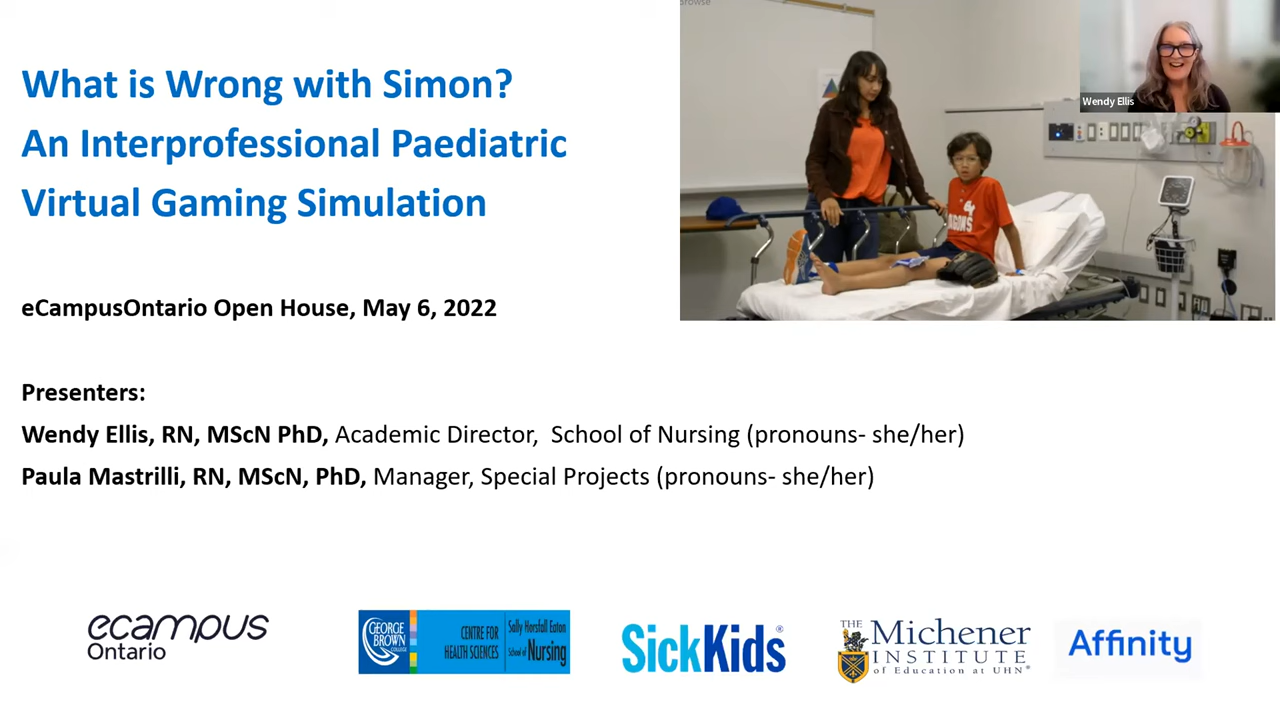 What is Wrong with Simon?
An Interprofessional Paediatric
Virtual Gaming Simulation
eCampusOntario Open House, May 6, 2022
Presenters:
Wendy Ellis, RN, MScN PhD, Academic Director, School of Nursing (pronouns- she/her)
Paula Mastrilli, RN, MScN, PhD, Manager, Special Projects (pronouns- she/her)
Wendy Ellis
ecampus
Ontario
GEORGE
BROWN
COLLEGE
CENTRE FOR
HEALTH SCIENCES
Sally Horsfall Eaton
School of Nursing
SickKids®
THE
Michener
INSTITUTE
of Education at UHN®
Affinity